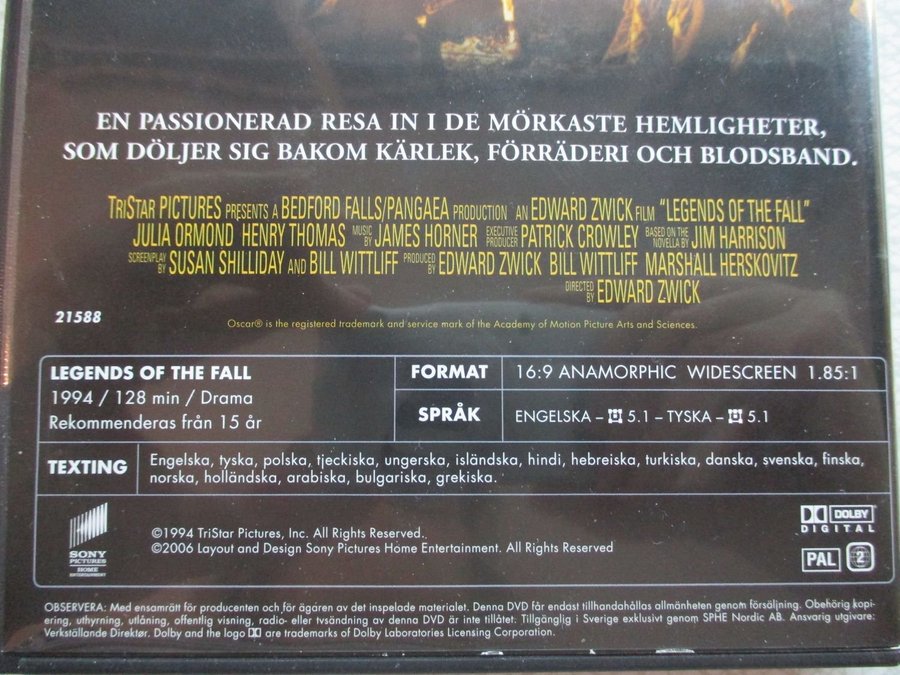 EN PASSIONERAD RESA IN I DE MÖRKASTE HEMLIGHETER,
SOM DÖLJER SIG BAKOM KÄRLEK, FÖRRÄDERI OCH BLODSBAND.
TRISTAR PICTURES PRESENTS A BEDFORD FALLS/PANGAEA PRODUCTION AN EDWARD ZWICK FILM "LEGENDS OF THE FALL"
JULIA ORMOND HENRY THOMAS MUSIC BY JAMES HORNER EXECUTIVE PRODUCER PATRICK CROWLEY BASED ON THE NOVELLA BY JIM HARRISON
SCREENPLAY BY SUSAN SHILLIDAY AND BILL WITTLIFF PRODUCED BY EDWARD ZWICK BILL WITTLIFF MARSHALL HERSKOVITZ
DIRECTED BY EDWARD ZWICK
21588
Oscar® is the registered trademark and service mark of the Academy of Motion Picture Arts and Sciences.
LEGENDS OF THE FALL
1994 / 128 min / Drama
Rekommenderas från 15 år
FORMAT 16:9 ANAMORPHIC WIDESCREEN 1.85:1
SPRÅK ENGELSKA – 5.1 – TYSKA – 5.1
TEXTING Engelska, tyska, polska, tjeckiska, ungerska, isländska, hindi, hebreiska, turkiska, danska, svenska, finska,
norska, holländska, arabiska, bulgariska, grekiska.
SONY
PICTURES
HOME
ENTERTAINMENT
©1994 TriStar Pictures, Inc. All Rights Reserved.
©2006 Layout and Design Sony Pictures Home Entertainment. All Rights Reserved
DOLBY
DIGITAL
PAL 2
OBSERVERA: Med ensamrätt för producenten och för ägaren av det inspelade materialet. Denna DVD får endast tillhandahållas allmänheten genom försäljning. Obehörig kopi-
ering, uthyrning, utlåning, offentlig visning, radio- eller tvsändning av denna DVD är inte tillåtet. Tillgänglig i Sverige exklusivt genom SPHE Nordic AB. Ansvarig utgivare:
Verkställande Direktør. Dolby and the logo are trademarks of Dolby Laboratories Licensing Corporation.